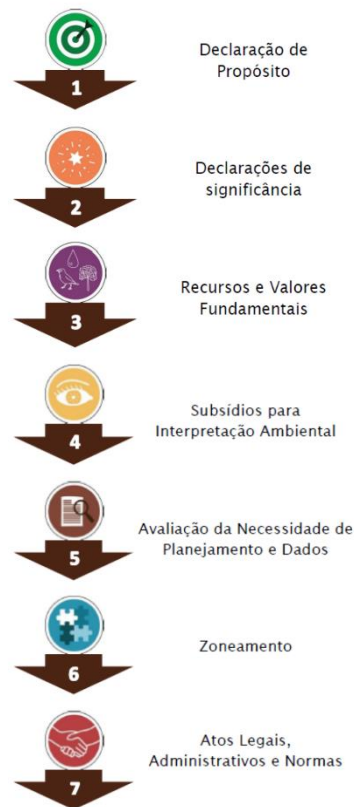 1
Declaração de
Propósito
2
Declarações de
significância
3
Recursos e Valores
Fundamentais
4
Subsídios para
Interpretação Ambiental
5
Avaliação da Necessidade de
Planejamento e Dados
6
Zoneamento
7
Atos Legais,
Administrativos e Normas